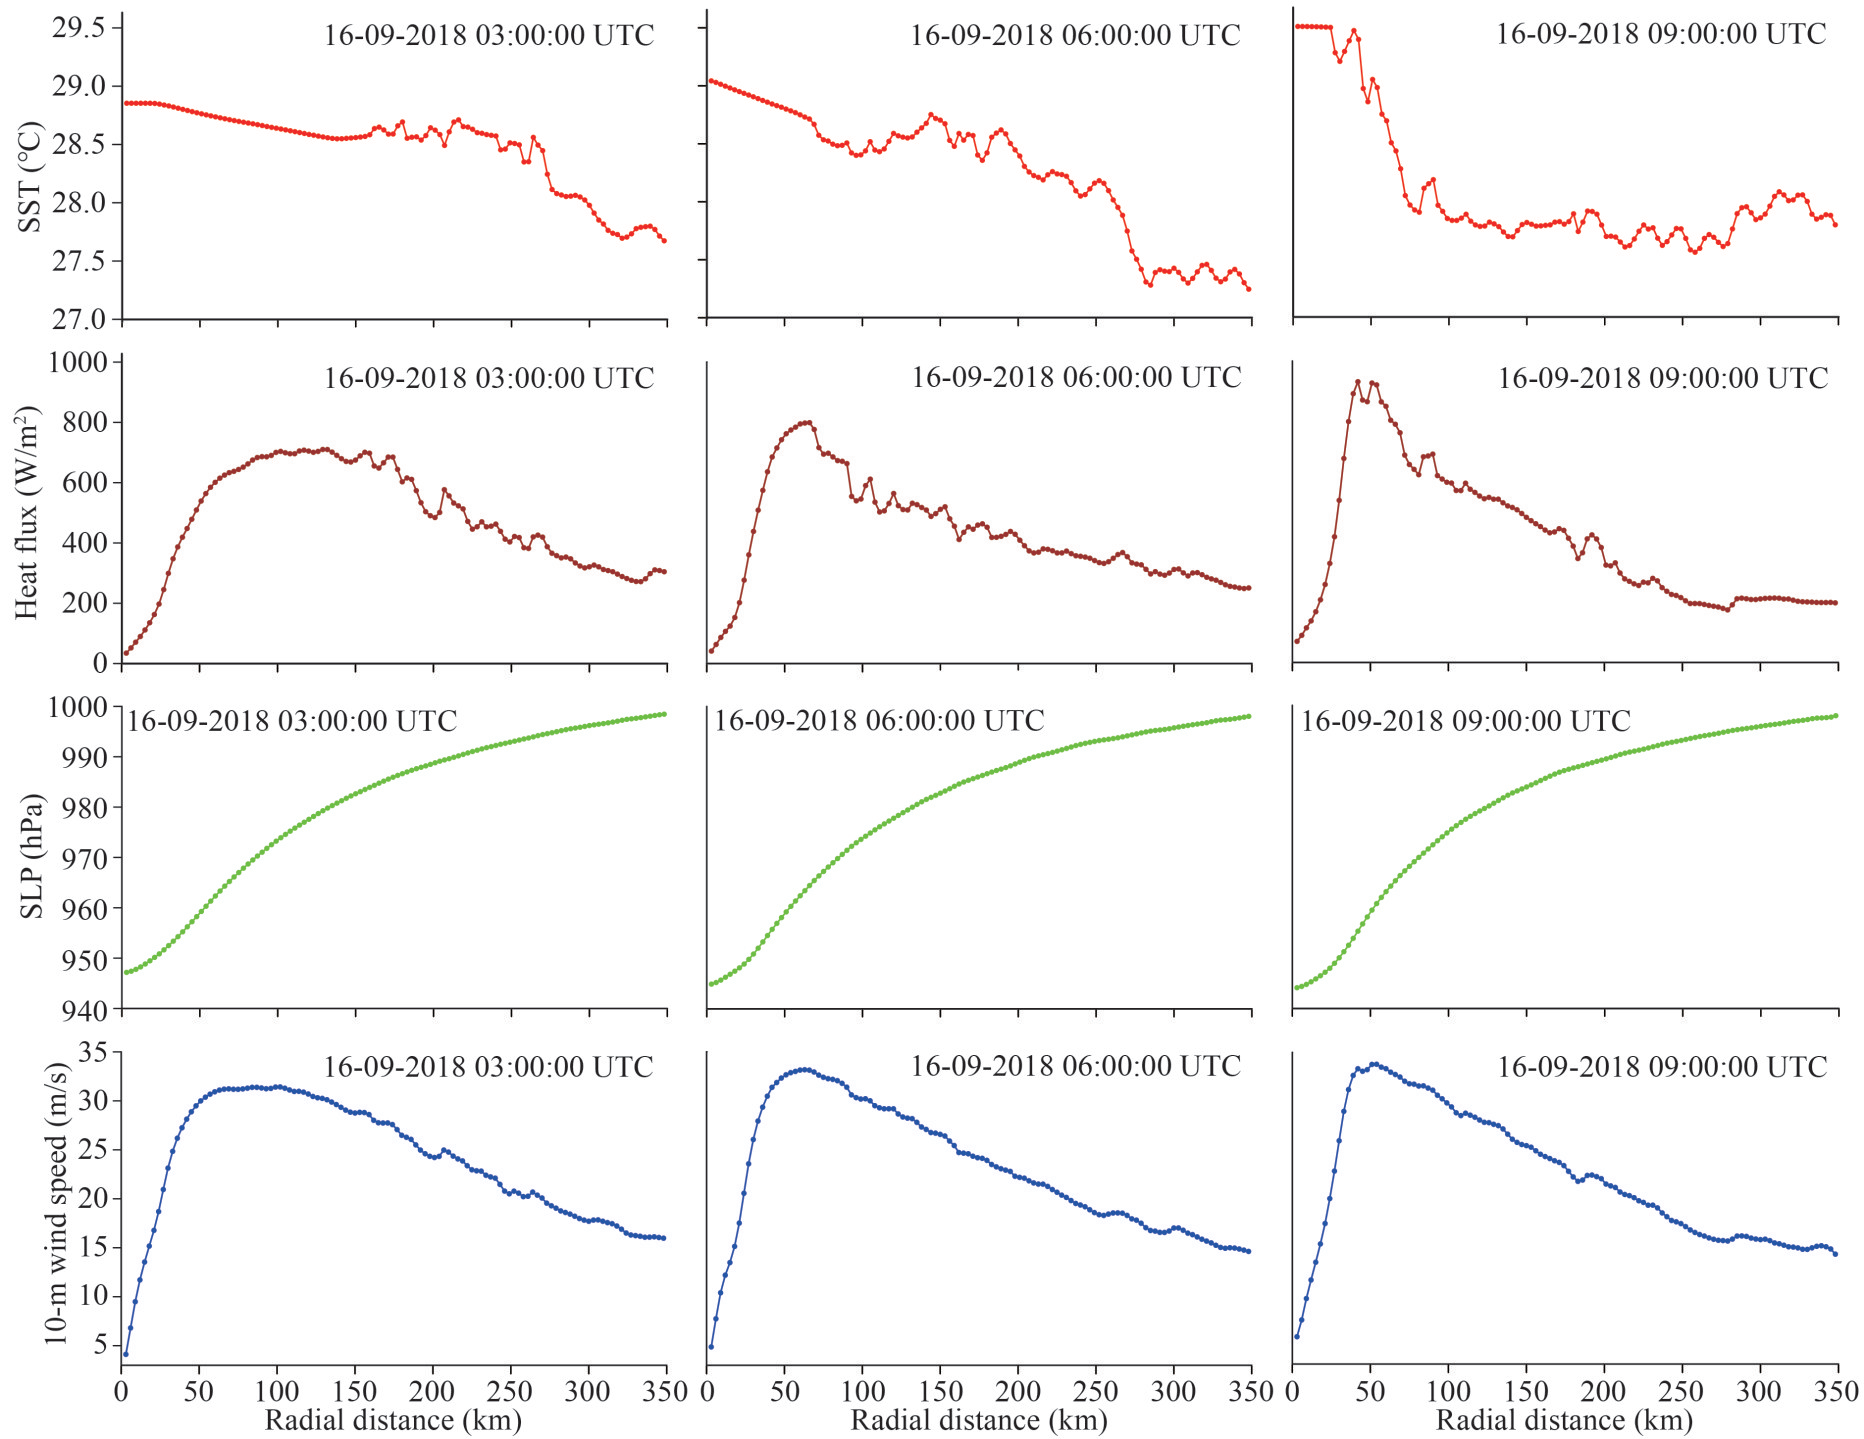 16-09-2018 03:00:00 UTC
16-09-2018 06:00:00 UTC
16-09-2018 09:00:00 UTC
SST (°C)
29.5
29.0
28.5
28.0
27.5
27.0
16-09-2018 03:00:00 UTC
16-09-2018 06:00:00 UTC
16-09-2018 09:00:00 UTC
Heat flux (W/m²)
1000
800
600
400
200
0
16-09-2018 03:00:00 UTC
16-09-2018 06:00:00 UTC
16-09-2018 09:00:00 UTC
SLP (hPa)
1000
990
980
970
960
950
940
16-09-2018 03:00:00 UTC
16-09-2018 06:00:00 UTC
16-09-2018 09:00:00 UTC
10-m wind speed (m/s)
35
30
25
20
15
10
5
0 50 100 150 200 250 300 350
0 50 100 150 200 250 300 350
0 50 100 150 200 250 300 350
Radial distance (km)
Radial distance (km)
Radial distance (km)